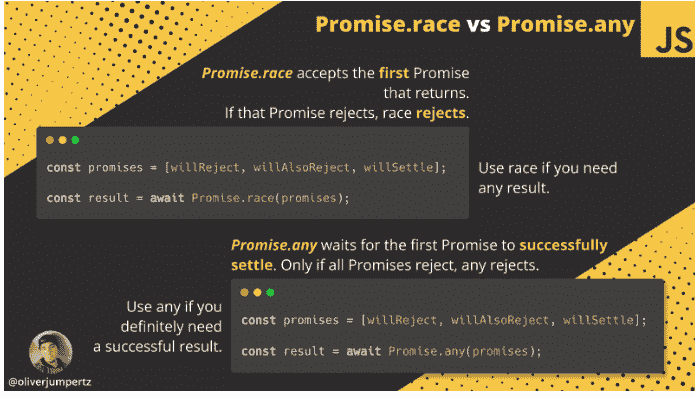 Promise.race vs Promise.any
JS
Promise.race accepts the first Promise
that returns.
If that Promise rejects, race rejects.
const promises = [willReject, willAlsoReject, willSettle];
const result = await Promise.race(promises);
Use race if you need
any result.
Promise.any waits for the first Promise to successfully
settle. Only if all Promises reject, any rejects.
Use any if you
definitely need
a successful result.
const promises = [willReject, willAlsoReject, willSettle];
const result = await Promise.any(promises);
@oliverjumpertz